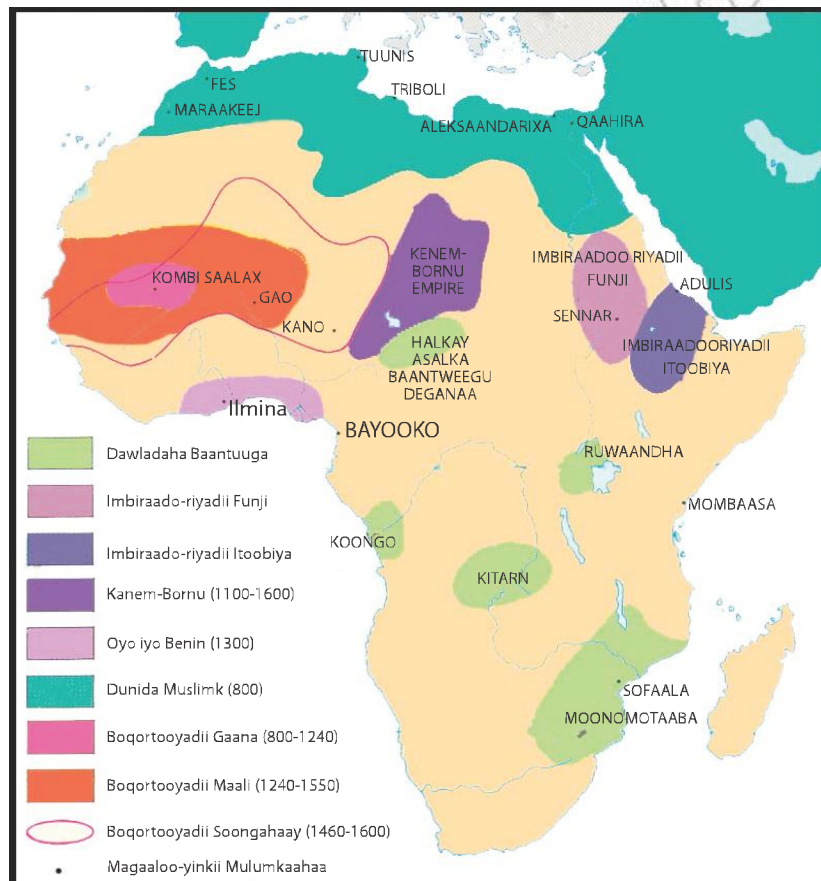 TUUNIS
FES
TRIBOLI
MARAAKEEJ
ALEKSAANDARIXA
QAAHIRA
KENEM-
BORNU
EMPIRE
IMBIRAADOO RIYADII
FUNJI
KOMBI SAALAX
ADULIS
GAO
SENNAR
KANO
HALKAY
ASALKA
BAANTWEEGU
DEGANAA
IMBIRAADOORIYADII
ITOOBIYA
Ilmina
BAYOOKO
RUWAANDHA
MOMBAASA
KOONGO
KITARN
SOFAALA
MOONOMOTAABA
Dawladaha Baantuuga
Imbiraado-riyadii Funji
Imbiraado-riyadii Itoobiya
Kanem-Bornu (1100-1600)
Oyo iyo Benin (1300)
Dunida Muslimk (800)
Boqortooyadii Gaana (800-1240)
Boqortooyadii Maali (1240-1550)
Boqortooyadii Soongahaay (1460-1600)
Magaaloo-yinkii Mulumkaahaa